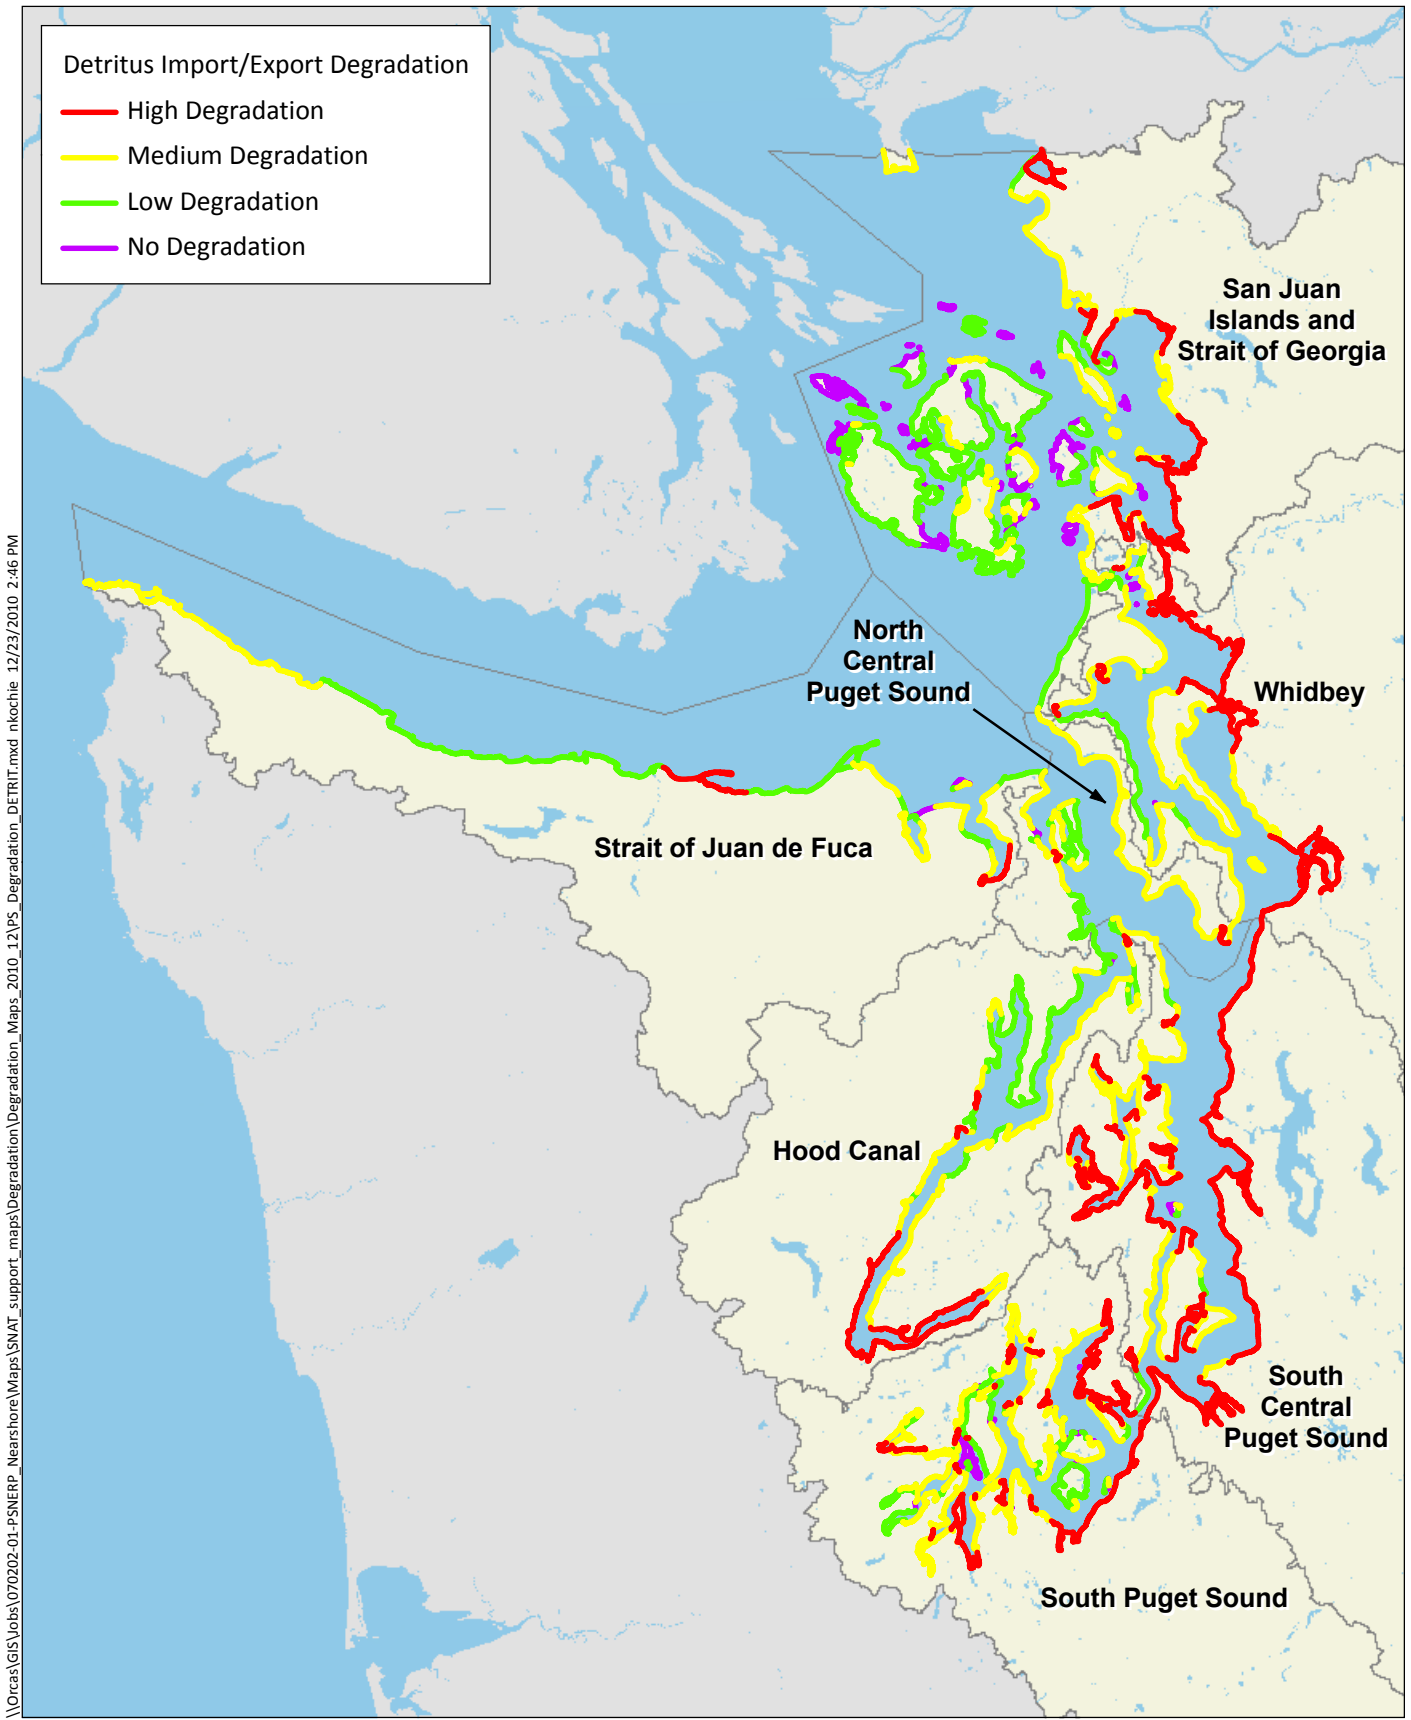 Detritus Import/Export Degradation
High Degradation
Medium Degradation
Low Degradation
No Degradation
San Juan
Islands and
Strait of Georgia
North
Central
Puget Sound
Whidbey
Strait of Juan de Fuca
Hood Canal
South
Central
Puget Sound
South Puget Sound
\\Orcas\GIS\Jobs\070202-01-PSNERP_Nearshore\Maps\SNAT_support_maps\Degradation\Degradation_Maps_2010_12\PS_Degradation_DETRIT.mxd nkochie 12/23/2010 2:46 PM